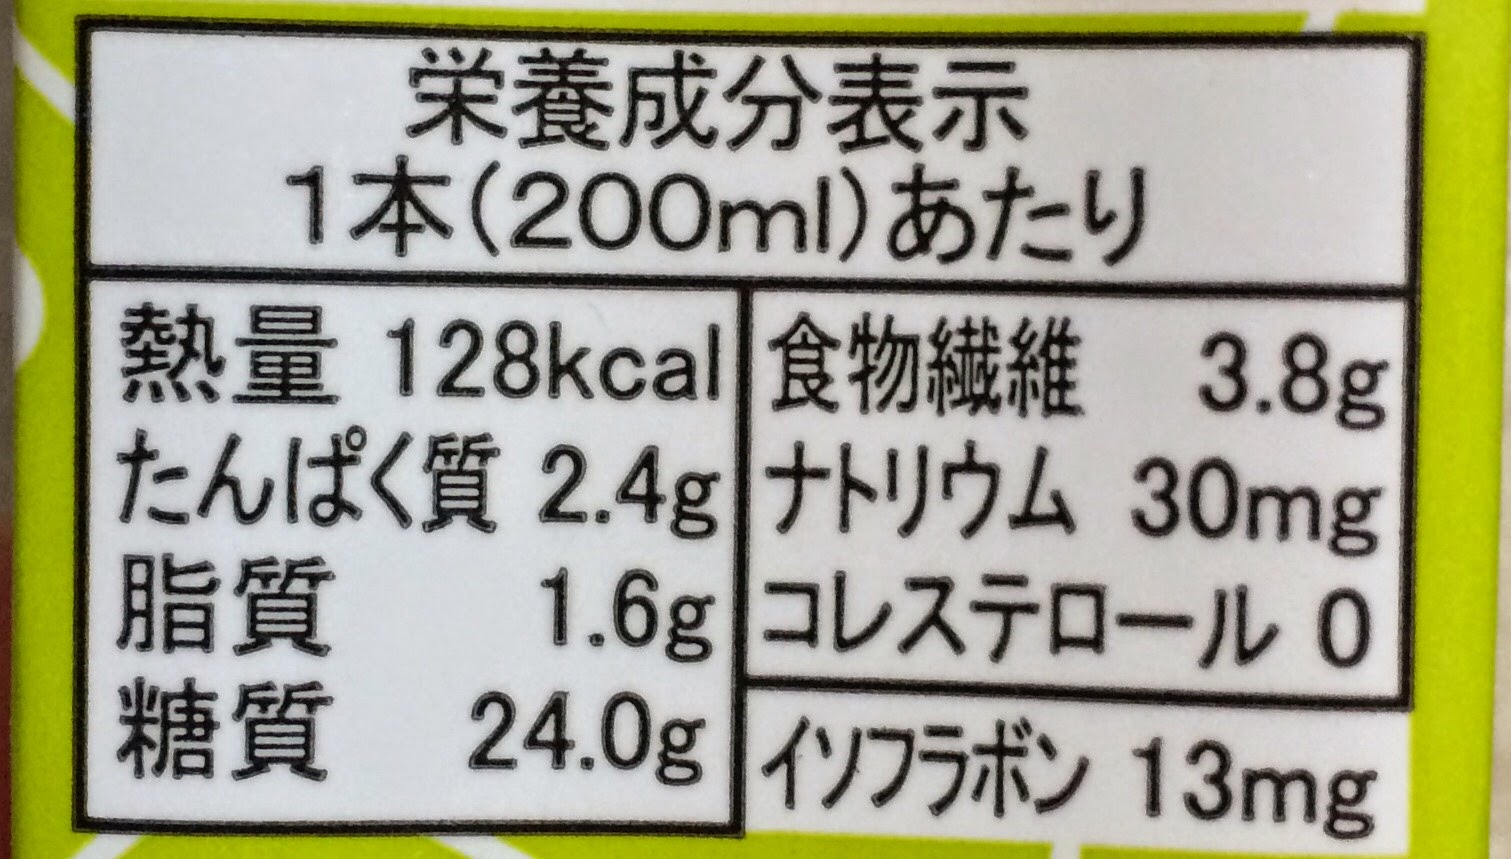 栄養成分表示
1本(200ml)あたり
熱量 128kcal
たんぱく質 2.4g
脂質 1.6g
糖質 24.0g
食物繊維 3.8g
ナトリウム 30mg
コレステロール 0
イソフラボン 13mg